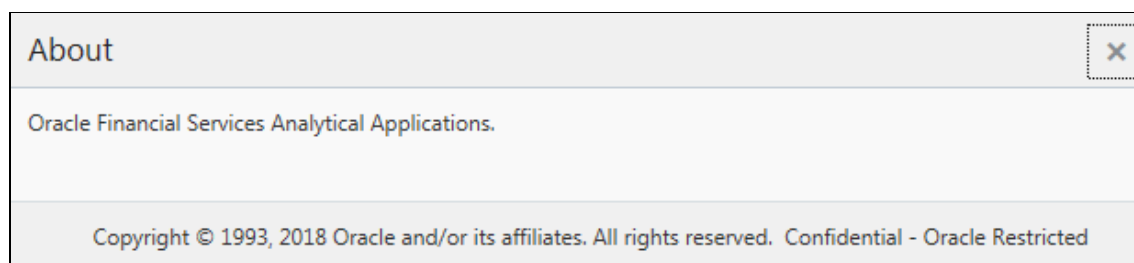 About
Oracle Financial Services Analytical Applications.
Copyright © 1993, 2018 Oracle and/or its affiliates. All rights reserved.  Confidential - Oracle Restricted